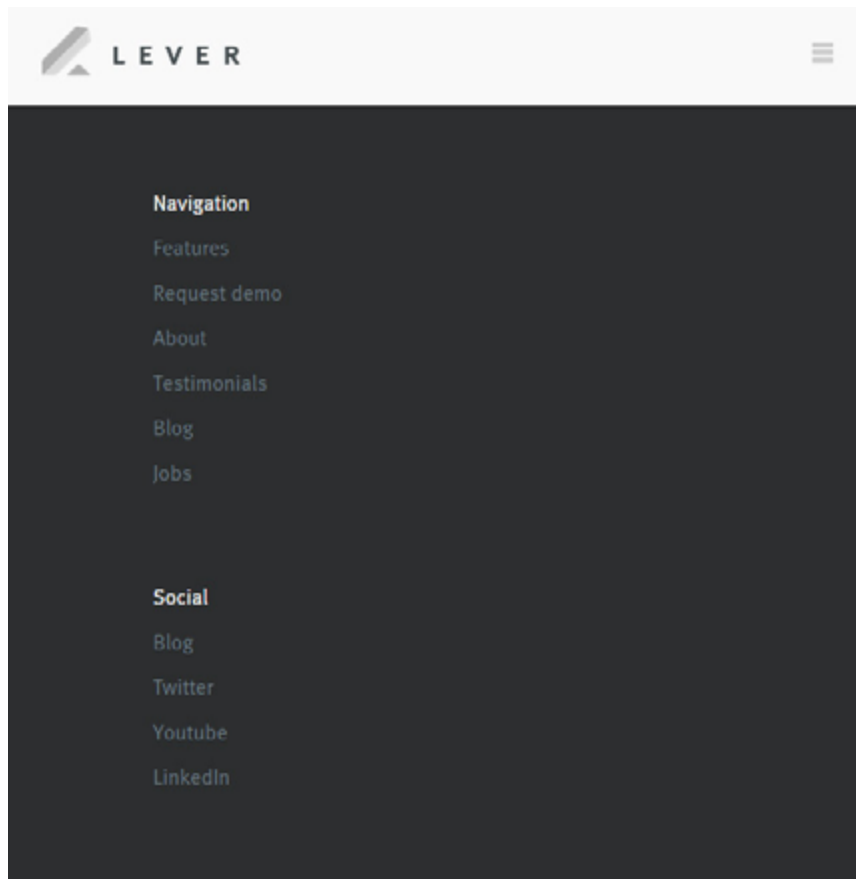 LEVER
Navigation
Features
Request demo
About
Testimonials
Blog
Jobs
Social
Blog
Twitter
Youtube
LinkedIn